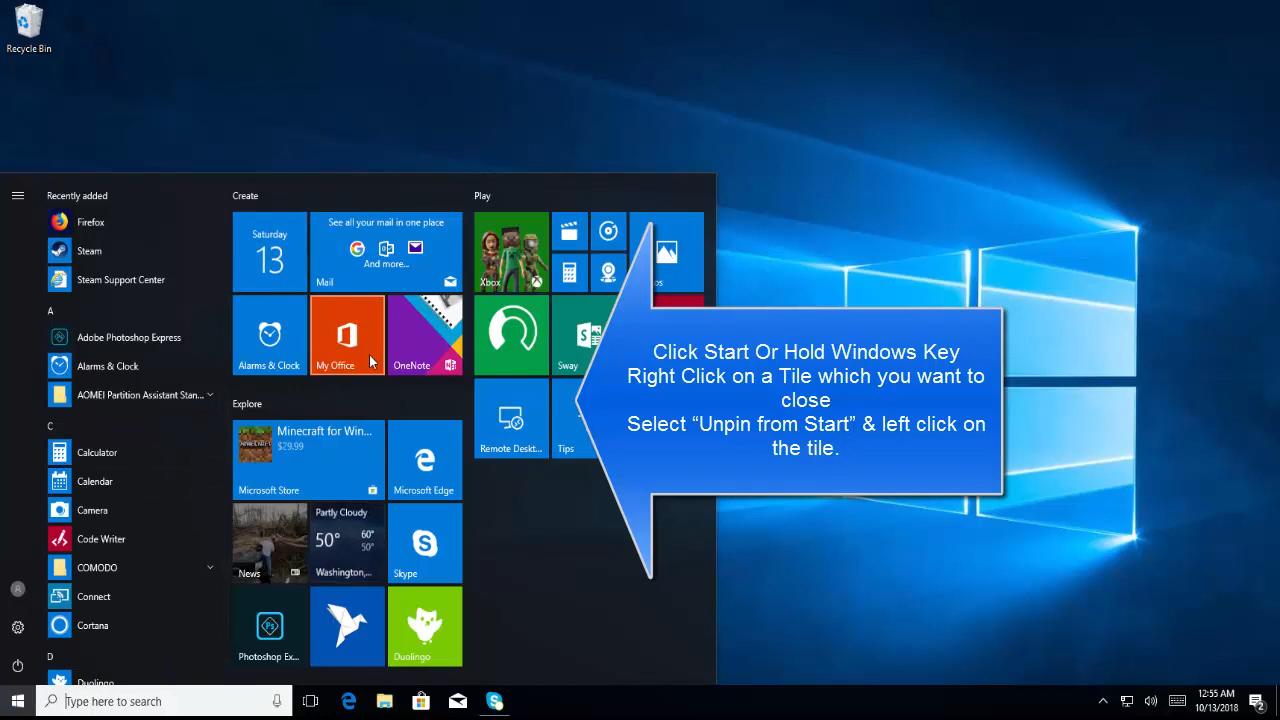 Recycle Bin
Recently added
Firefox
Steam
Steam Support Center
A
Adobe Photoshop Express
Alarms & Clock
AOMEI Partition Assistant Stan...
C
Calculator
Calendar
Camera
Code Writer
COMODO
Connect
Cortana
D
Duolingo
Create
Saturday
13
See all your mail in one place
And more...
Mail
Alarms & Clock
My Office
OneNote
Explore
Minecraft for Win...
$29.99
Microsoft Store
Microsoft Edge
News
Partly Cloudy
50° 60°
50°
Washington,...
Skype
Ps
Photoshop Ex...
Duolingo
Play
Xbox
Sway
Remote Deskt...
Tips
Click Start Or Hold Windows Key
Right Click on a Tile which you want to
close
Select “Unpin from Start” & left click on
the tile.
Type here to search
12:55 AM
10/13/2018
2